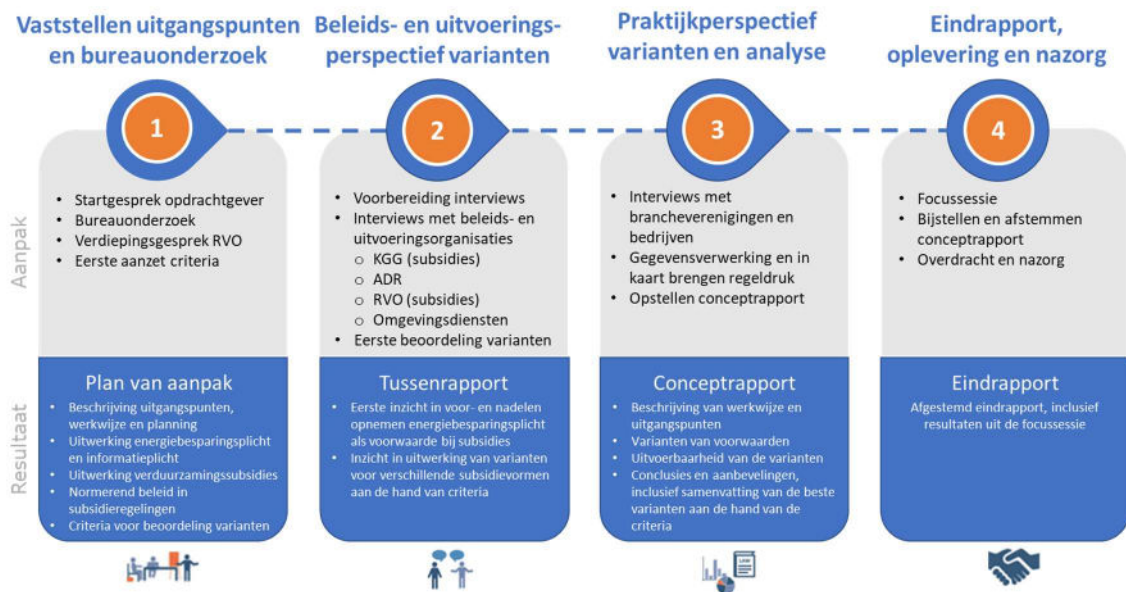 Vaststellen uitgangspunten
en bureauonderzoek
Beleids- en uitvoerings-
perspectief varianten
Praktijkperspectief
varianten en analyse
Eindrapport,
oplevering en nazorg
1
2
3
4
Aanpak
• Startgesprek opdrachtgever
• Bureauonderzoek
• Verdiepingsgesprek RVO
• Eerste aanzet criteria
• Voorbereiding interviews
• Interviews met beleids- en
uitvoeringsorganisaties
o KGG (subsidies)
o ADR
o RVO (subsidies)
o Omgevingsdiensten
• Eerste beoordeling varianten
• Interviews met
brancheverenigingen en
bedrijven
• Gegevensverwerking en in
kaart brengen regeldruk
• Opstellen conceptrapport
• Focussessie
• Bijstellen en afstemmen
conceptrapport
• Overdracht en nazorg
Resultaat
Plan van aanpak
• Beschrijving uitgangspunten,
werkwijze en planning
• Uitwerking energiebesparingsplicht
en informatieplicht
• Uitwerking verduurzamingssubsidies
• Normerend beleid in
subsidieregelingen
• Criteria voor beoordeling varianten
Tussenrapport
• Eerste inzicht in voor- en nadelen
opnemen energiebesparingsplicht
als voorwaarde bij subsidies
• Inzicht in uitwerking van varianten
voor verschillende subsidievormen
aan de hand van criteria
Conceptrapport
• Beschrijving van werkwijze en
uitgangspunten
• Varianten van voorwaarden
• Uitvoerbaarheid van de varianten
• Conclusies en aanbevelingen,
inclusief samenvatting van de beste
varianten aan de hand van de
criteria
Eindrapport
Afgestemd eindrapport, inclusief
resultaten uit de focussessie